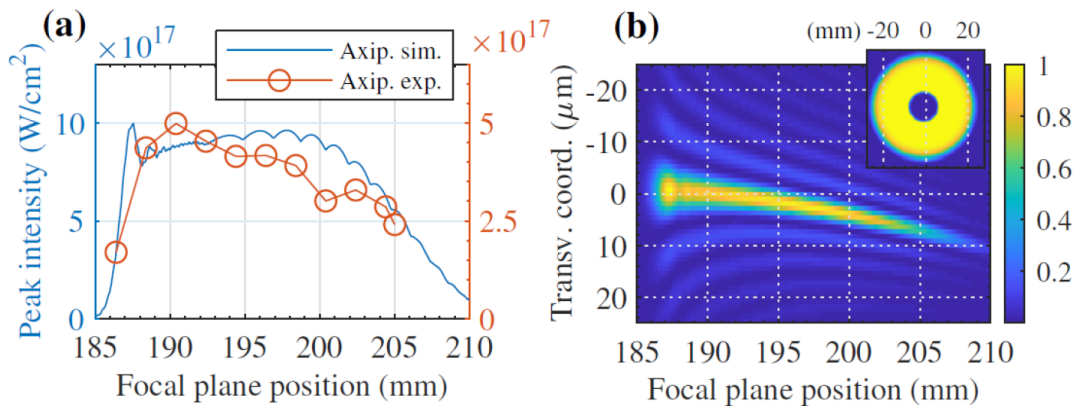 (a)
×10^17
×10^17
Axip. sim.
Axip. exp.
Peak intensity (W/cm²)
10
5
0
5
2.5
0
185 190 195 200 205 210
Focal plane position (mm)
(b)
(mm) -20 0 20
Transv. coord. (μm)
-20
-10
0
10
20
1
0.8
0.6
0.4
0.2
185 190 195 200 205 210
Focal plane position (mm)